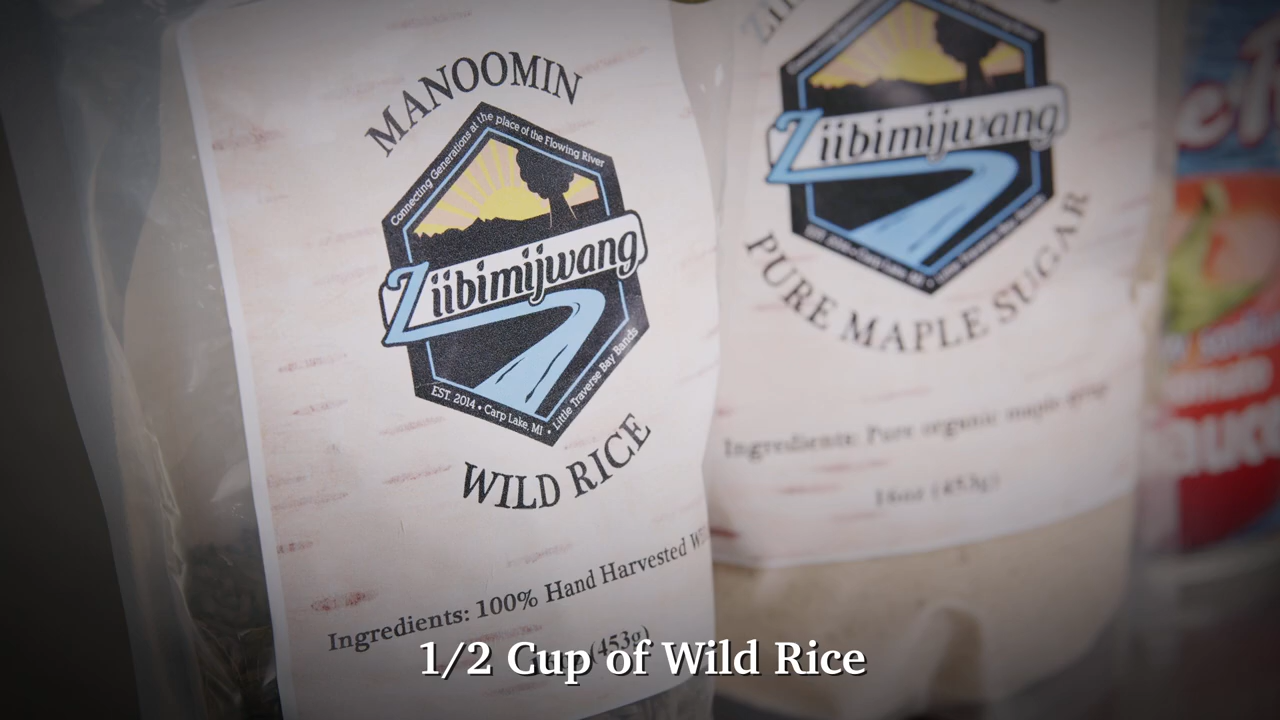 MANOOMIN
Connecting Generations at the place of the Flowing River
Ziibimijwang
EST. 2014 • Carp Lake, MI • Little Traverse Bay Bands
WILD RICE
Ingredients: 100% Hand Harvested
(453g)
Ziibimijwang
PURE MAPLE SUGAR
Ingredients: Pure organic maple syrup
16oz (453g)
1/2 Cup of Wild Rice